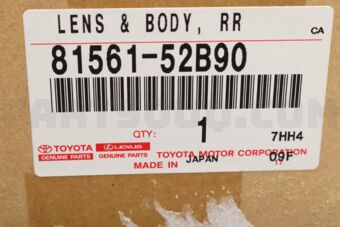 LENS & BODY, RR
CA
81561-52B90
QTY: 1 7HH4
TOYOTA GENUINE PARTS
LEXUS GENUINE PARTS
TOYOTA MOTOR CORPORATION
MADE IN JAPAN 09F